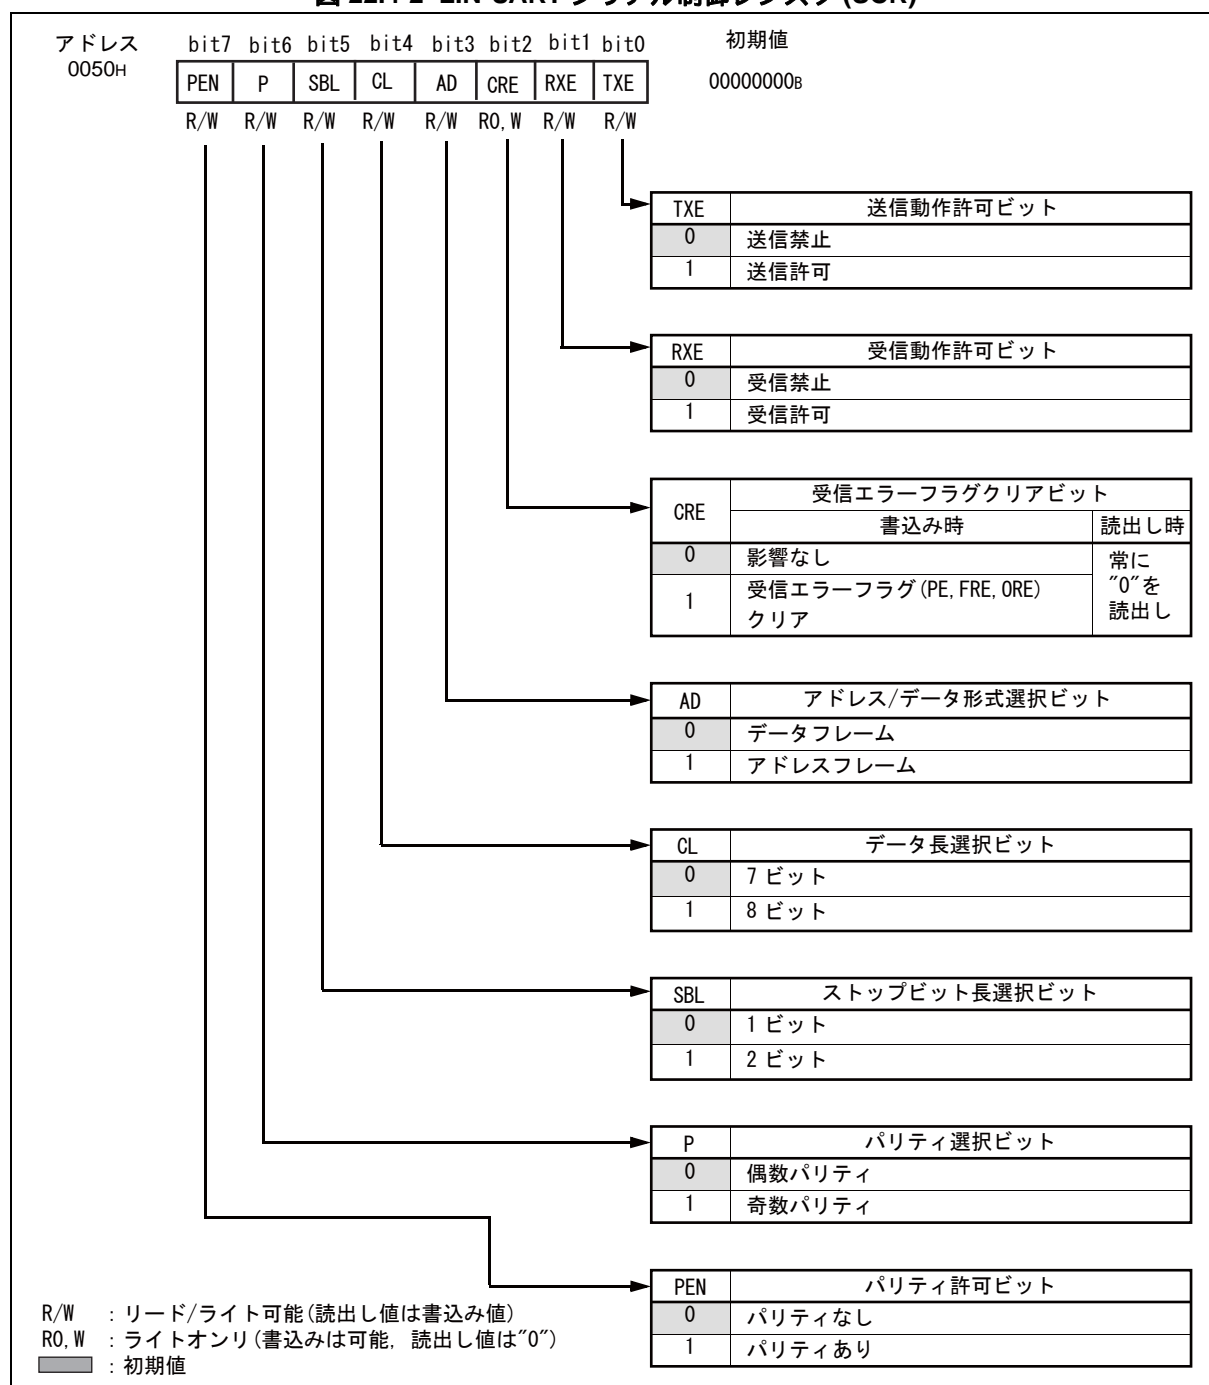 アドレス bit7 bit6 bit5 bit4 bit3 bit2 bit1 bit0 初期値
0050H PEN P SBL CL AD CRE RXE TXE 00000000B
R/W R/W R/W R/W R/W R0,W R/W R/W
TXE 送信動作許可ビット
0 送信禁止
1 送信許可
RXE 受信動作許可ビット
0 受信禁止
1 受信許可
CRE 受信エラーフラグクリアビット
書込み時 読出し時
0 影響なし 常に
"0"を
読出し
1 受信エラーフラグ(PE,FRE,ORE)
クリア
AD アドレス/データ形式選択ビット
0 データフレーム
1 アドレスフレーム
CL データ長選択ビット
0 7 ビット
1 8 ビット
SBL ストップビット長選択ビット
0 1 ビット
1 2 ビット
P パリティ選択ビット
0 偶数パリティ
1 奇数パリティ
PEN パリティ許可ビット
0 パリティなし
1 パリティあり
R/W : リード/ライト可能(読出し値は書込み値)
R0,W : ライトオンリ(書込みは可能, 読出し値は"0")
: 初期値